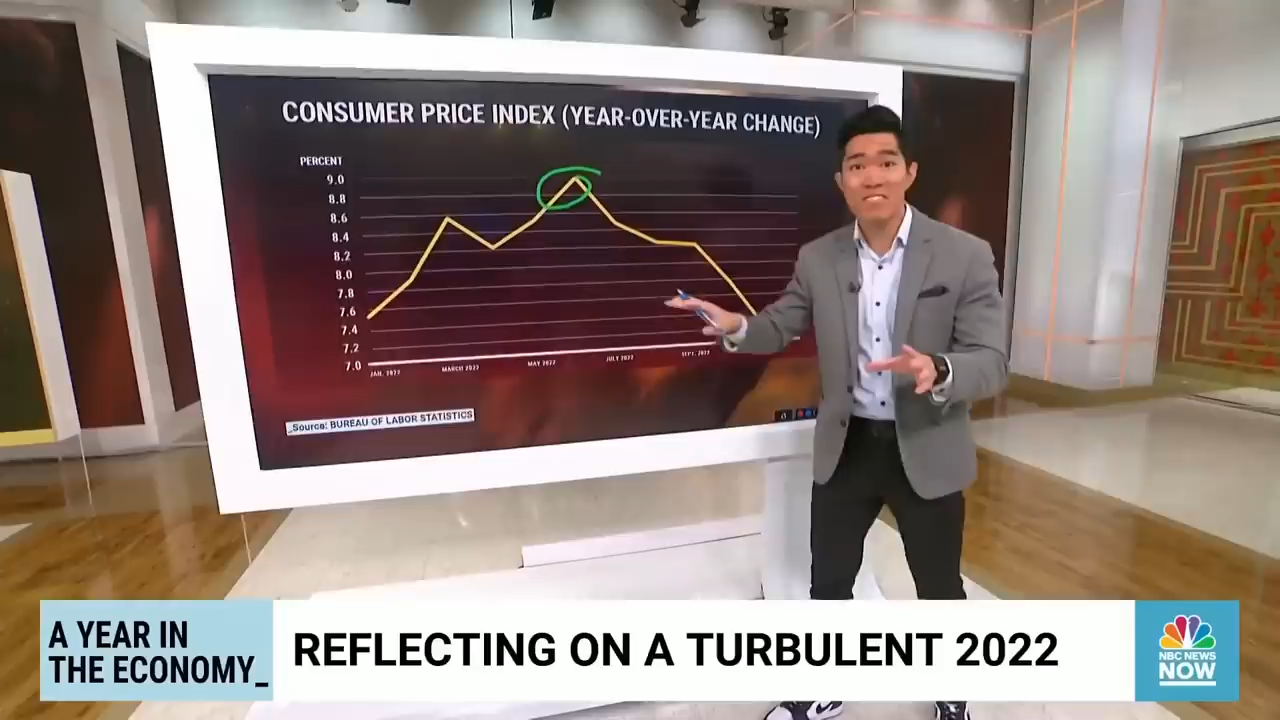 CONSUMER PRICE INDEX (YEAR-OVER-YEAR CHANGE)
PERCENT
9.0
8.8
8.6
8.4
8.2
8.0
7.8
7.6
7.4
7.2
7.0
JAN. 2022 MARCH 2022 MAY 2022 JULY 2022 SEPT. 2022
_Source: BUREAU OF LABOR STATISTICS
A YEAR IN
THE ECONOMY_
REFLECTING ON A TURBULENT 2022
NBC NEWS
NOW